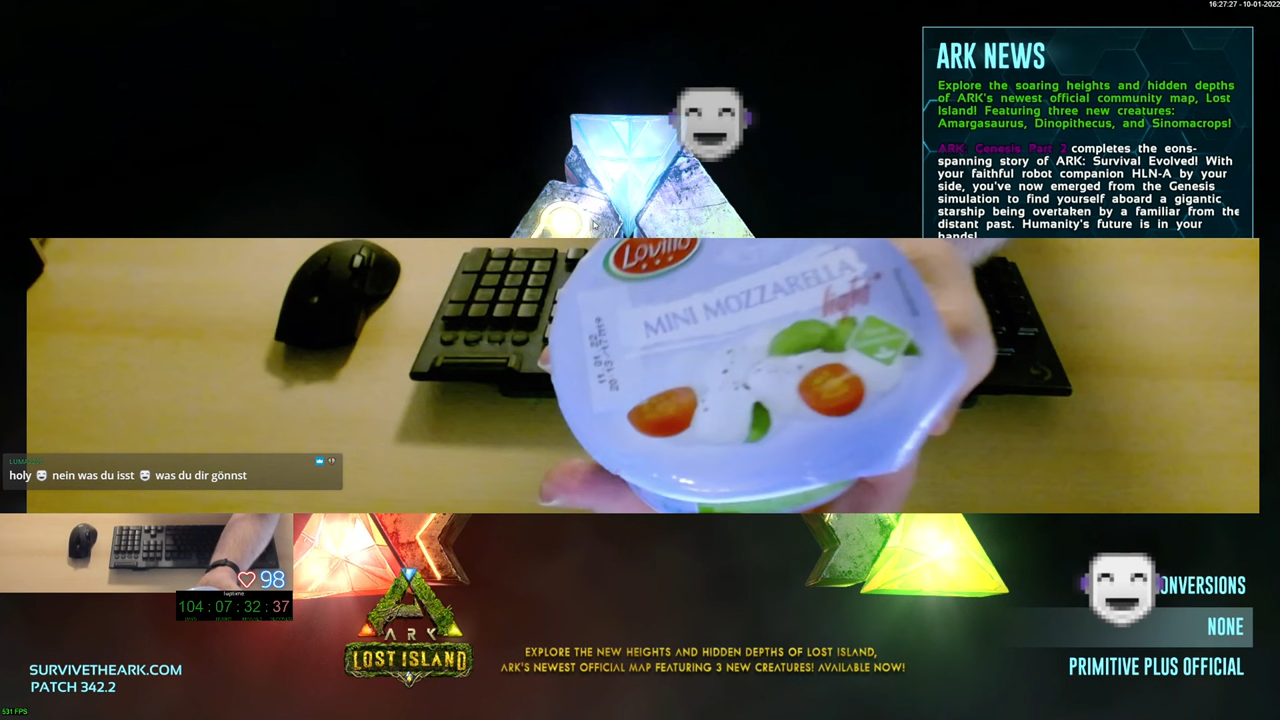 16:27:27 - 10-01-2022
ARK NEWS
Explore the soaring heights and hidden depths
of ARK's newest official community map, Lost
Island! Featuring three new creatures:
Amargasaurus, Dinopithecus, and Sinomacrops!
ARK: Genesis Part 2 completes the eons-
spanning story of ARK: Survival Evolved! With
your faithful robot companion HLN-A by your
side, you've now emerged from the Genesis
simulation to find yourself aboard a gigantic
starship being overtaken by a familiar from the
distant past. Humanity's future is in your
hands!
Lovilio
MINI MOZZARELLA
light
11 01 22
holy nein was du isst was du dir gönnst
98
104 : 07 : 32 : 37
ARK
LOST ISLAND
EXPLORE THE NEW HEIGHTS AND HIDDEN DEPTHS OF LOST ISLAND,
ARK'S NEWEST OFFICIAL MAP FEATURING 3 NEW CREATURES! AVAILABLE NOW!
ONVERSIONS
NONE
PRIMITIVE PLUS OFFICIAL
SURVIVETHEARK.COM
PATCH 342.2
531 FPS